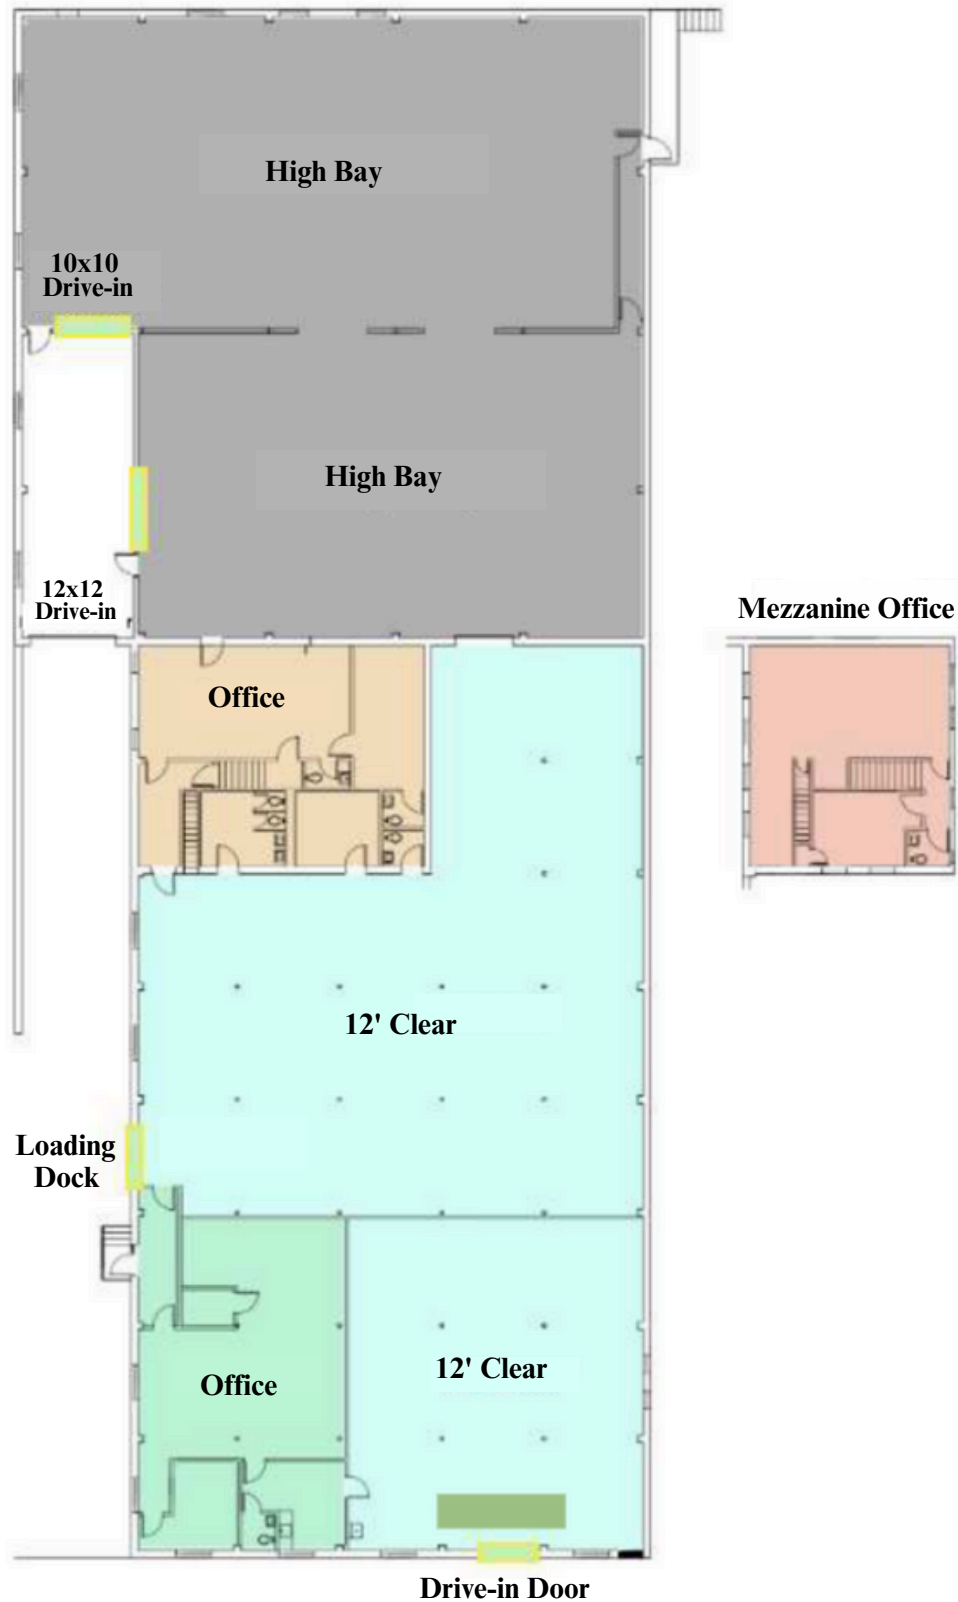 High Bay
10x10
Drive-in
High Bay
12x12
Drive-in
Mezzanine Office
Office
12' Clear
Loading
Dock
12' Clear
Office
Drive-in Door